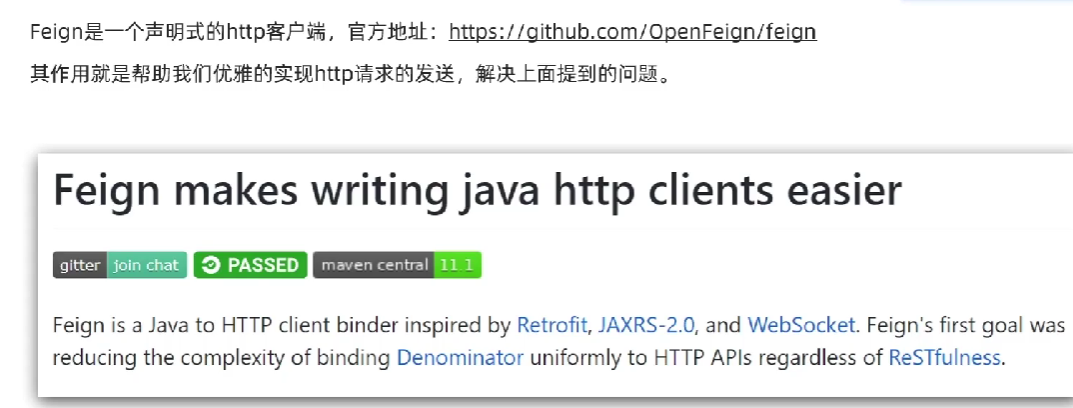 Feign是一个声明式的http客户端，官方地址：https://github.com/OpenFeign/feign
其作用就是帮助我们优雅的实现http请求的发送，解决上面提到的问题。
Feign makes writing java http clients easier
gitter join chat PASSED maven central 11.1
Feign is a Java to HTTP client binder inspired by Retrofit, JAXRS-2.0, and WebSocket. Feign's first goal was
reducing the complexity of binding Denominator uniformly to HTTP APIs regardless of ReSTfulness.